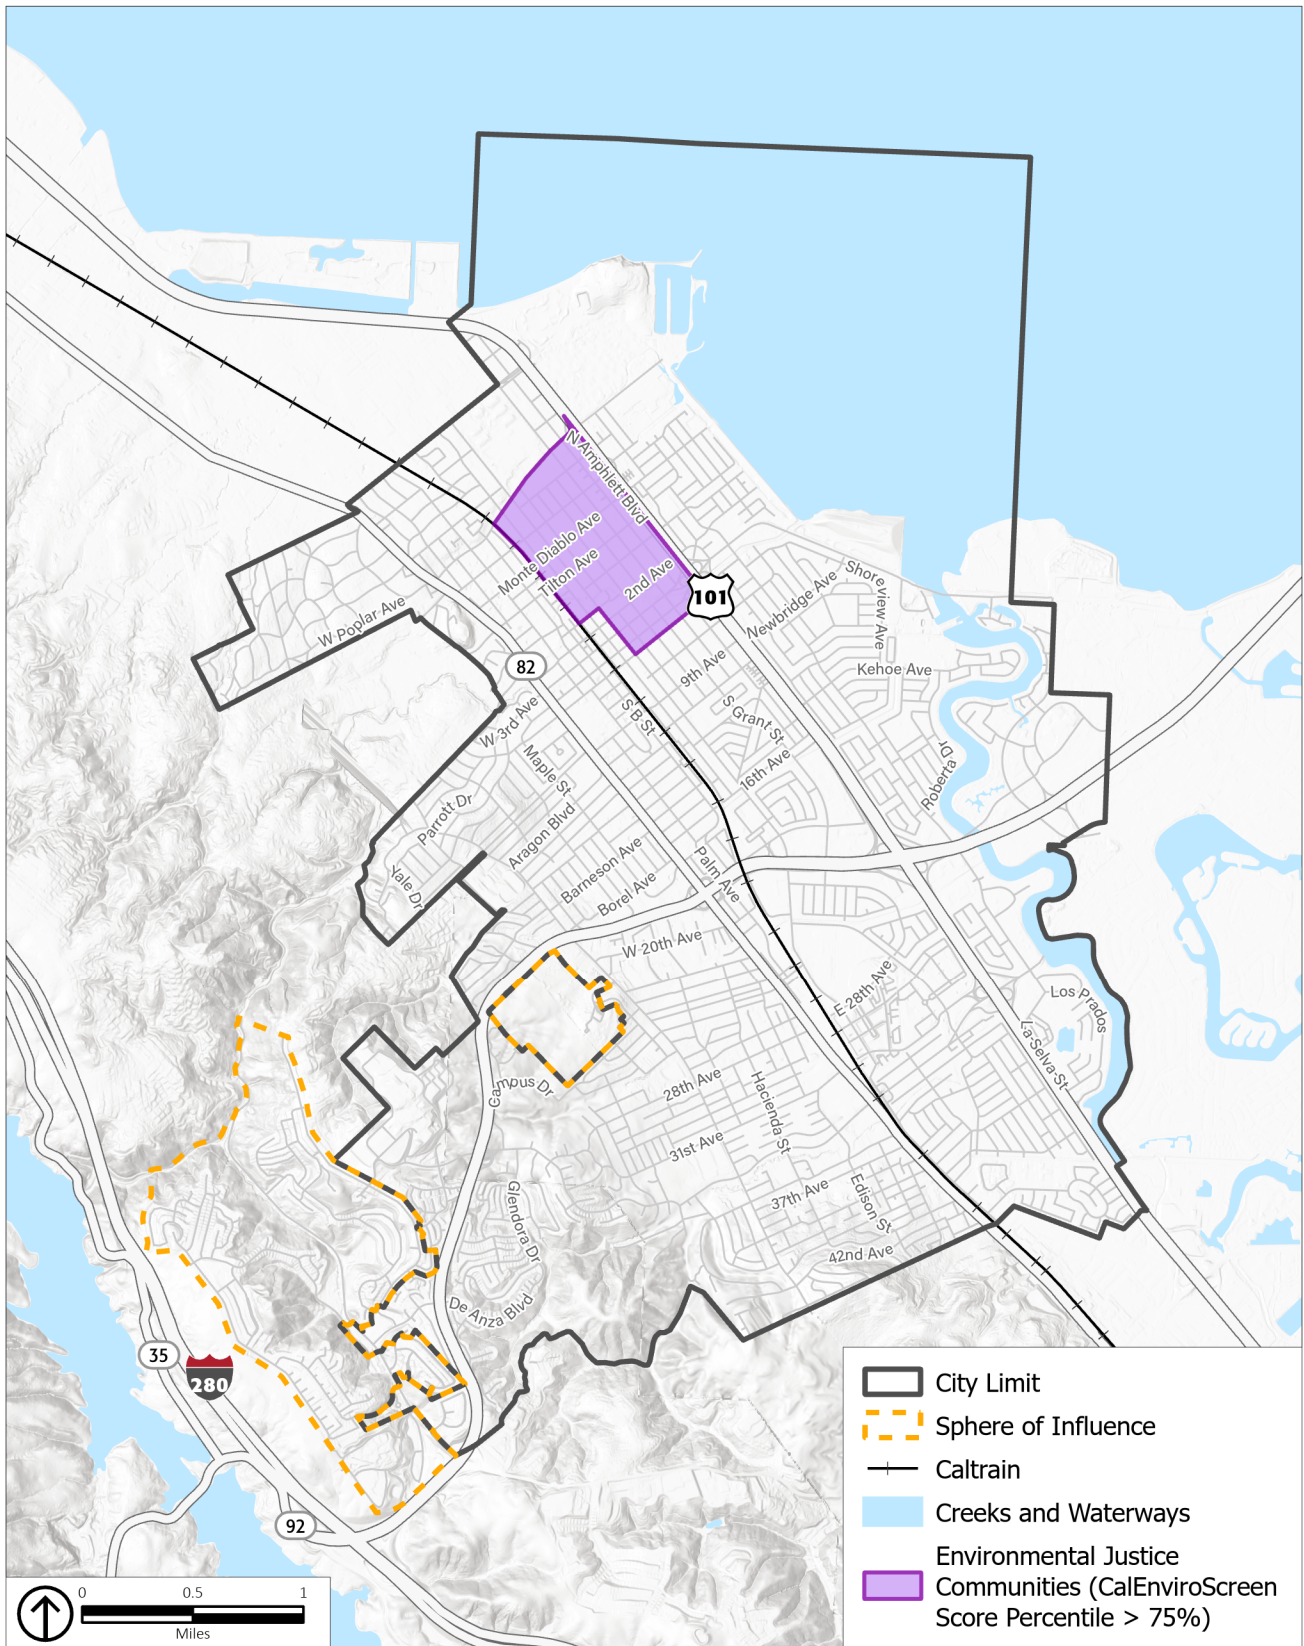 N Amphlett Blvd
Monte Diablo Ave
Tilton Ave
2nd Ave
101
Shoreview Ave
Newbridge Ave
W Poplar Ave
82
9th Ave
Kehoe Ave
W 3rd Ave
S B St
S Grant St
Maple St
16th Ave
Roberta Dr
Parrott Dr
Aragon Blvd
Yale Dr
Barneson Ave
Palm Ave
Borel Ave
W 20th Ave
E 28th Ave
Los Prados
La Selva St
Campus Dr
28th Ave
Hacienda St
31st Ave
Glendora Dr
37th Ave
Edison St
42nd Ave
De Anza Blvd
35
280
92
City Limit
Sphere of Influence
Caltrain
Creeks and Waterways
Environmental Justice
Communities (CalEnviroScreen
Score Percentile > 75%)
0 0.5 1
Miles